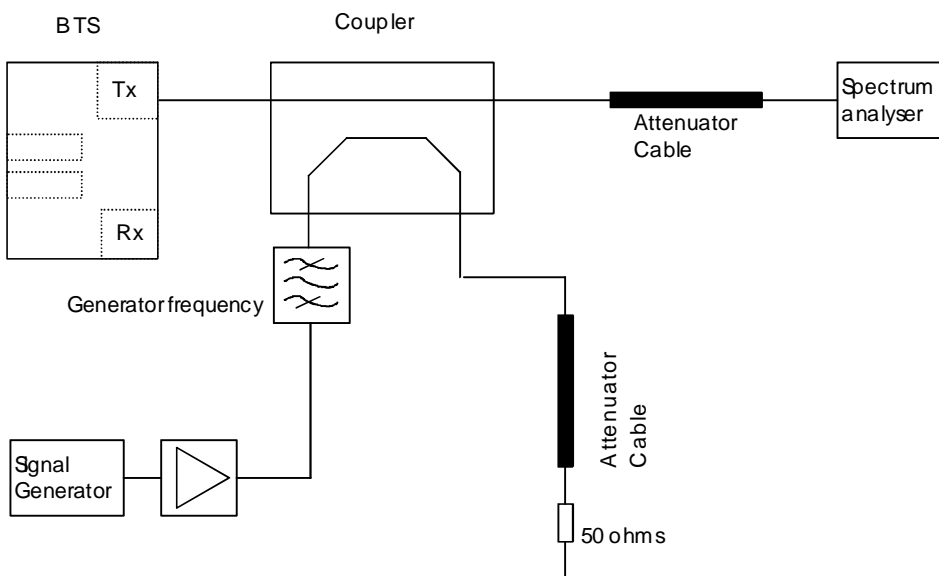 BTS
Coupler
Tx
Spectrum
analyser
Attenuator
Cable
Rx
Generator frequency
Attenuator
Cable
Signal
Generator
50 ohms